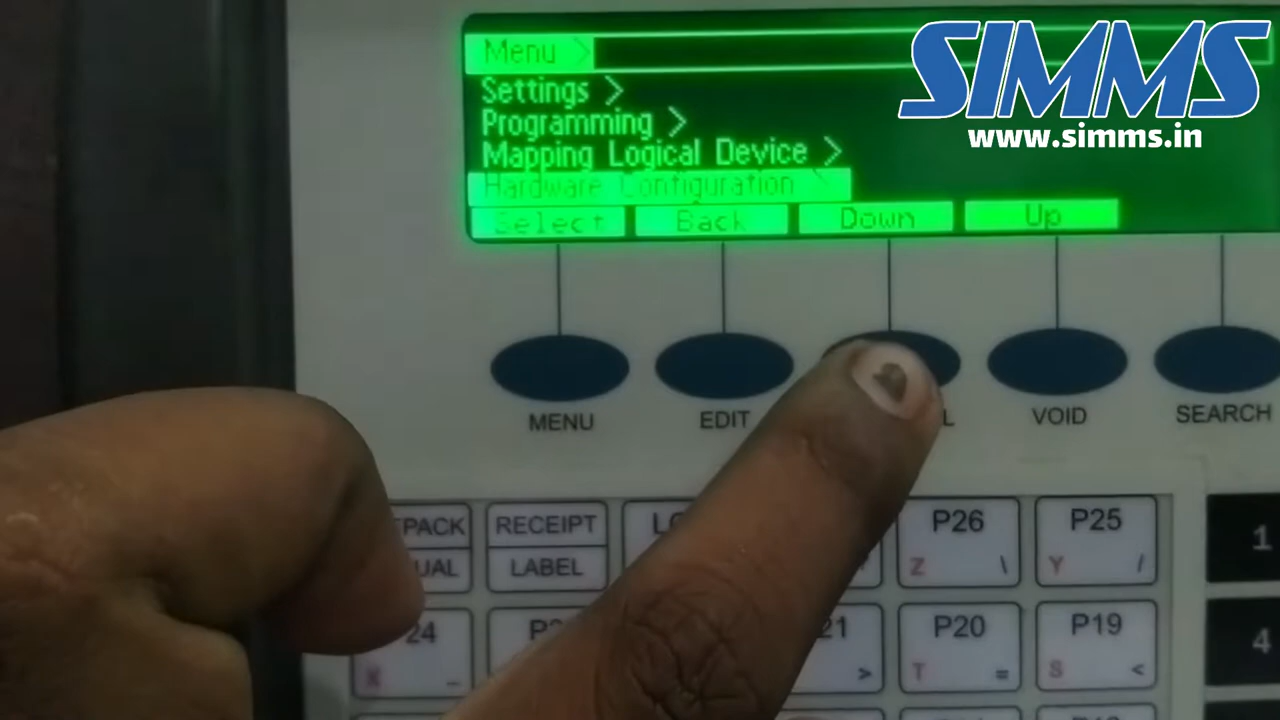 SIMMS
www.simms.in
Menu >
Settings >
Programming >
Mapping Logical Device >
Hardware Configuration >
Select Back Down Up
MENU EDIT VOID SEARCH
RECEIPT P26 P25
LABEL Z \ Y /
1
P20 P19
> T = S <
X _
4